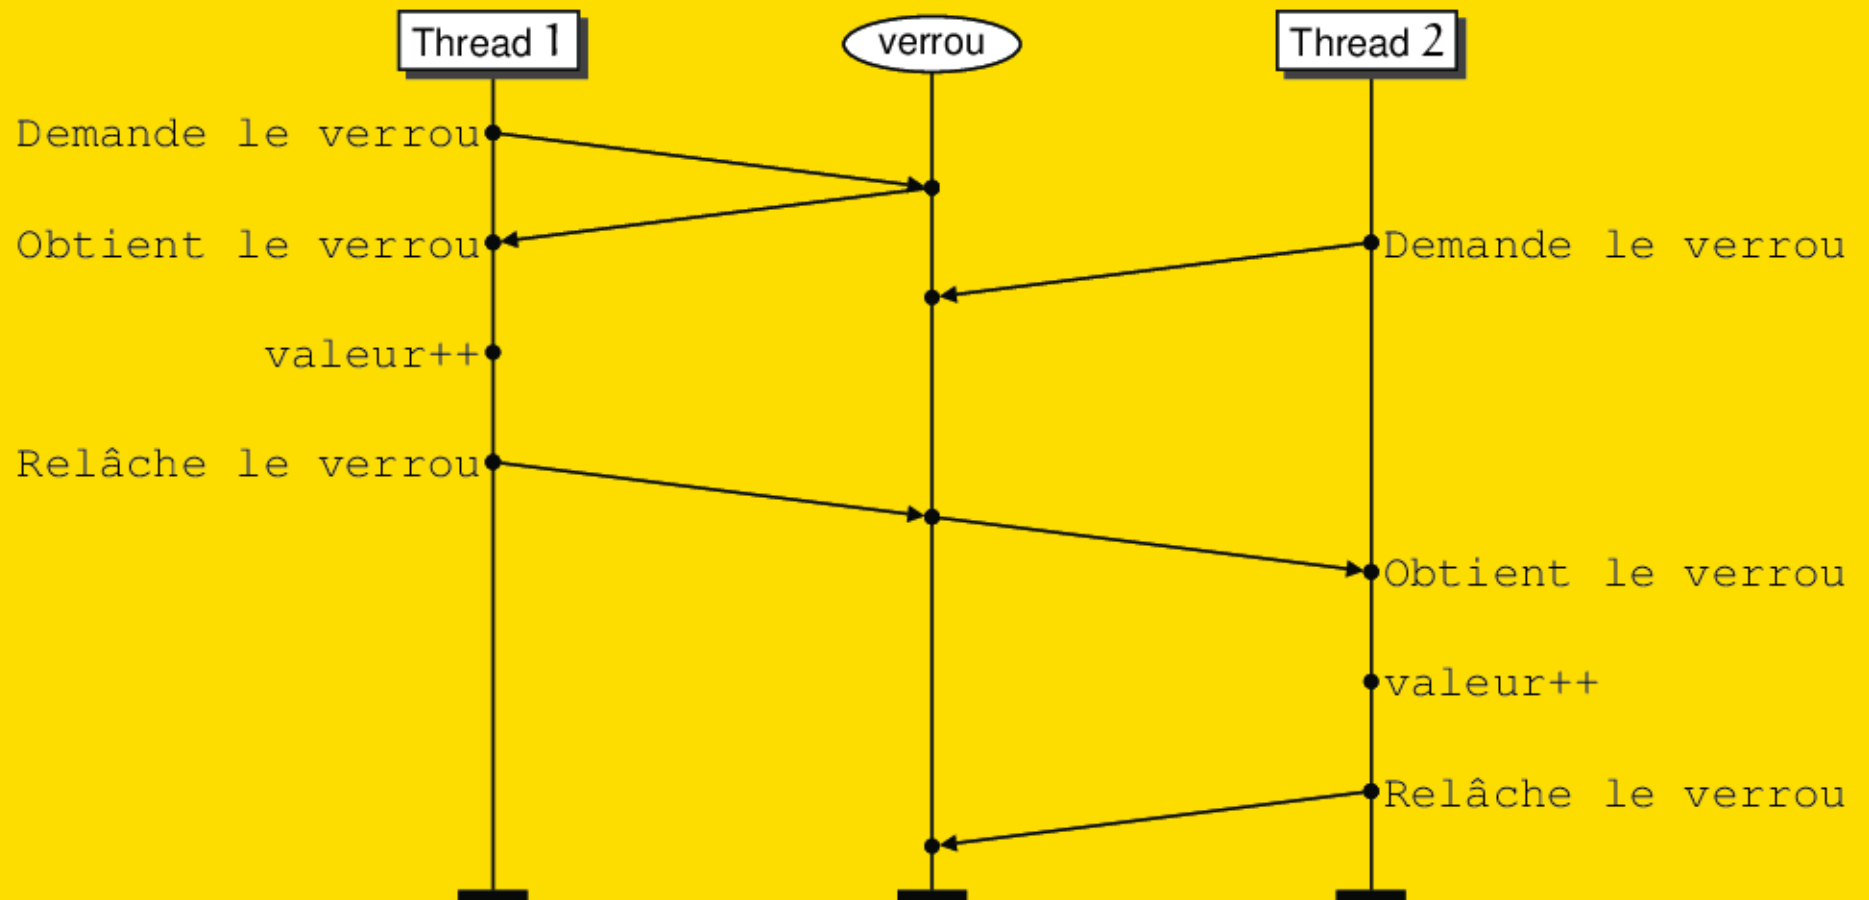 Thread 1
verrou
Thread 2
Demande le verrou
Obtient le verrou
Demande le verrou
valeur++
Relâche le verrou
Obtient le verrou
valeur++
Relâche le verrou